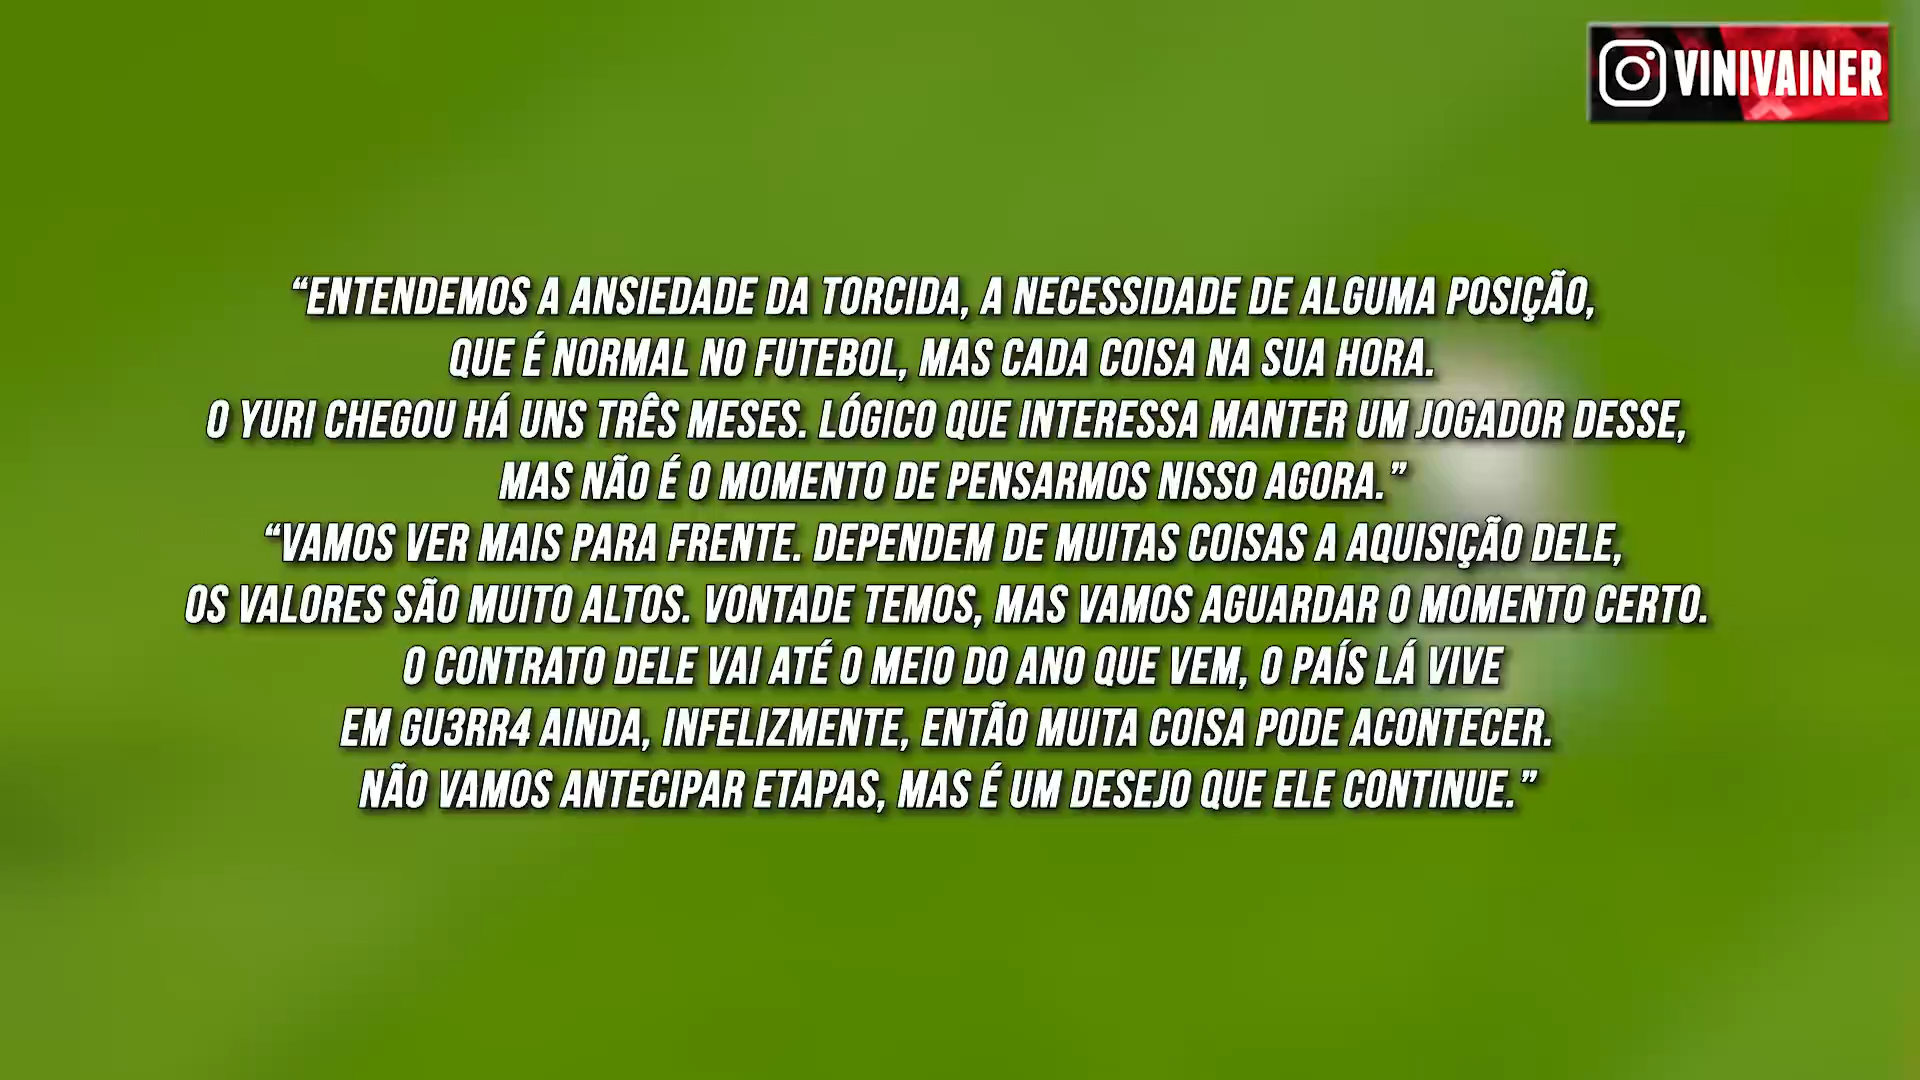 VINIVAINER
“ENTENDEMOS A ANSIEDADE DA TORCIDA, A NECESSIDADE DE ALGUMA POSIÇÃO,
QUE É NORMAL NO FUTEBOL, MAS CADA COISA NA SUA HORA.
O YURI CHEGOU HÁ UNS TRÊS MESES. LÓGICO QUE INTERESSA MANTER UM JOGADOR DESSE,
MAS NÃO É O MOMENTO DE PENSARMOS NISSO AGORA.”
“VAMOS VER MAIS PARA FRENTE. DEPENDEM DE MUITAS COISAS A AQUISIÇÃO DELE,
OS VALORES SÃO MUITO ALTOS. VONTADE TEMOS, MAS VAMOS AGUARDAR O MOMENTO CERTO.
O CONTRATO DELE VAI ATÉ O MEIO DO ANO QUE VEM, O PAÍS LÁ VIVE
EM GU3RR4 AINDA, INFELIZMENTE, ENTÃO MUITA COISA PODE ACONTECER.
NÃO VAMOS ANTECIPAR ETAPAS, MAS É UM DESEJO QUE ELE CONTINUE.”